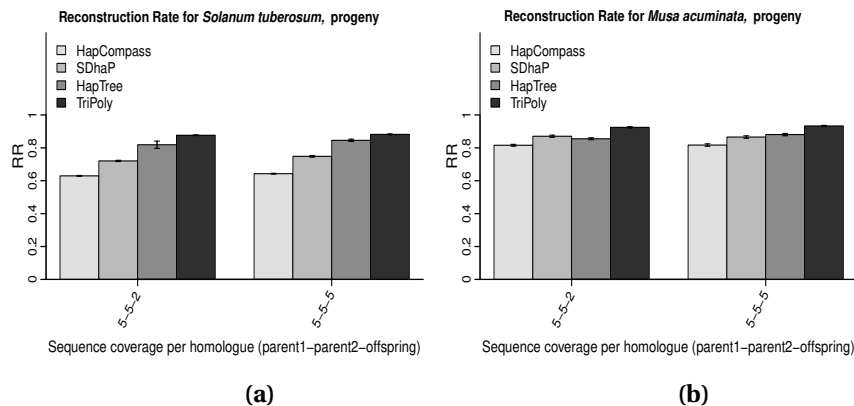 Reconstruction Rate for Solanum tuberosum, progeny
HapCompass
SDhaP
HapTree
TriPoly
RR
0
0.2
0.4
0.6
0.8
1
5−5−2
5−5−5
Sequence coverage per homologue (parent1−parent2−offspring)
(a)
Reconstruction Rate for Musa acuminata, progeny
HapCompass
SDhaP
HapTree
TriPoly
RR
0
0.2
0.4
0.6
0.8
1
5−5−2
5−5−5
Sequence coverage per homologue (parent1−parent2−offspring)
(b)